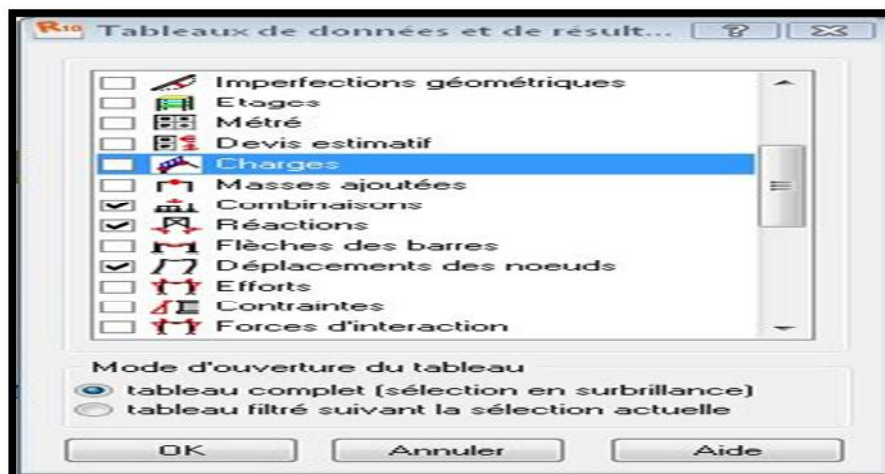 R10 Tableaux de données et de résult...
Imperfections géométriques
Etages
Métré
Devis estimatif
Charges
Masses ajoutées
Combinaisons
Réactions
Flèches des barres
Déplacements des noeuds
Efforts
Contraintes
Forces d'interaction
Mode d'ouverture du tableau
tableau complet (sélection en surbrillance)
tableau filtré suivant la sélection actuelle
OK Annuler Aide